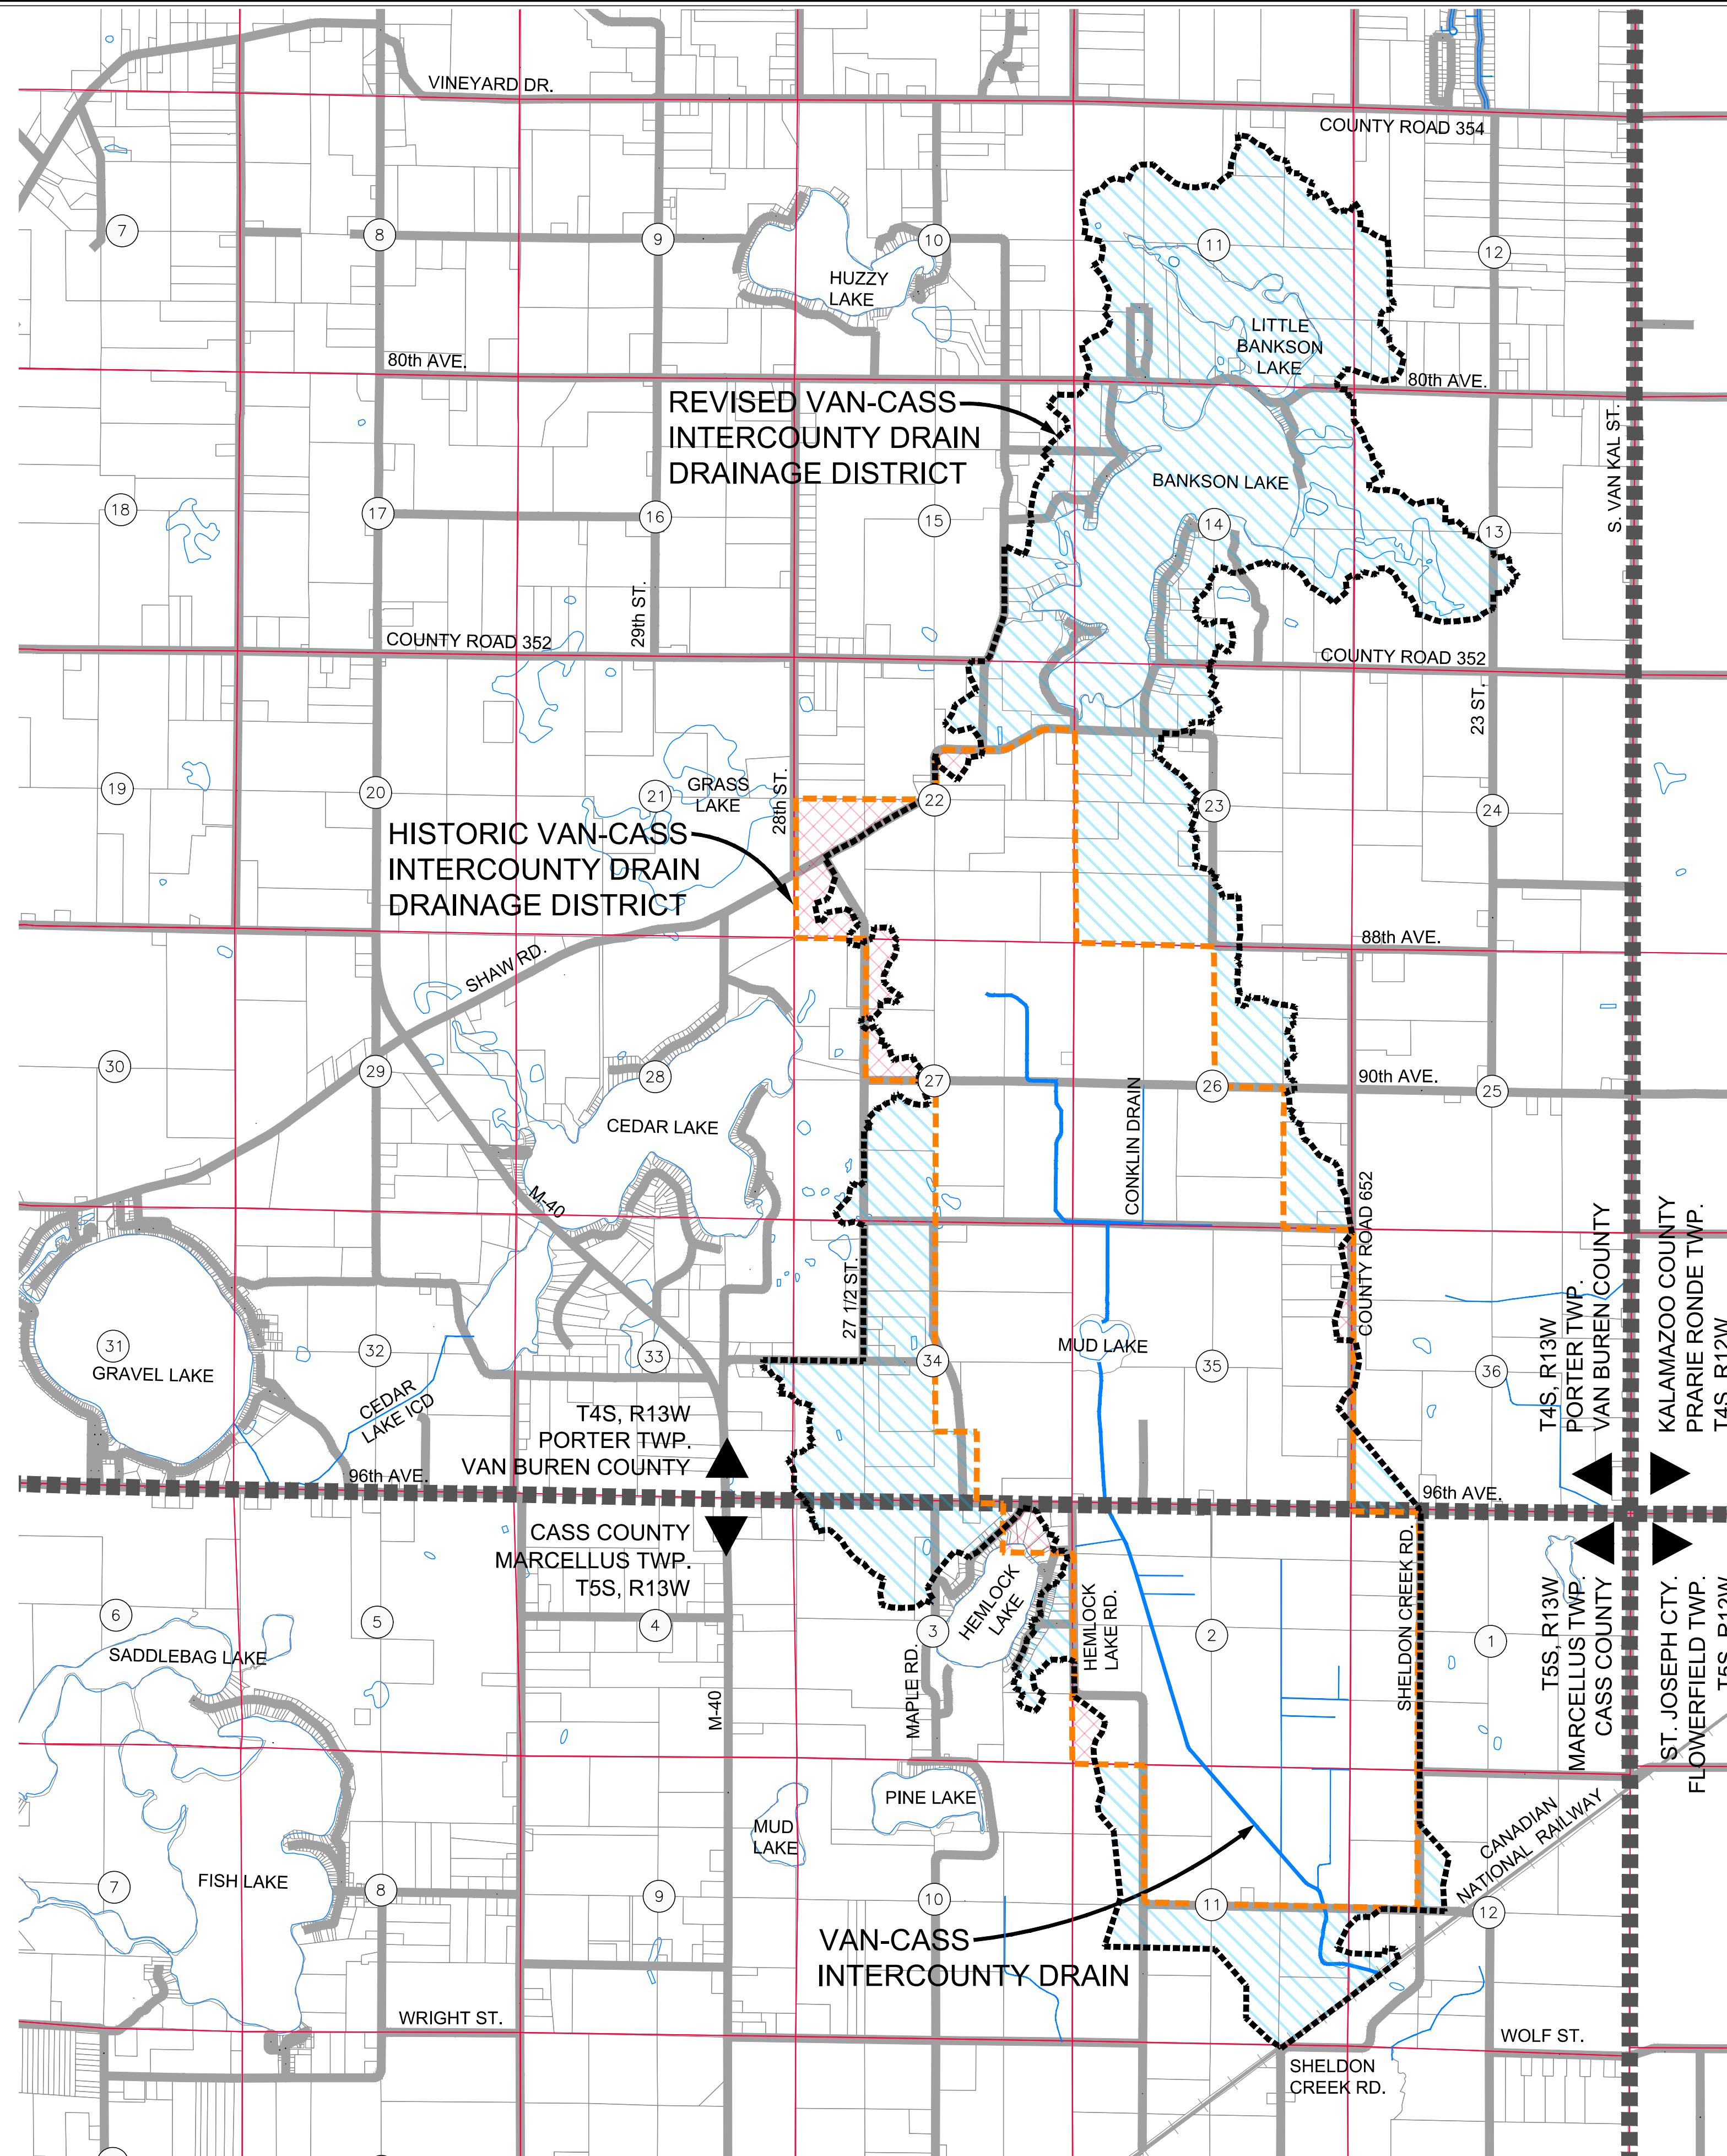 VINEYARD DR.
COUNTY ROAD 354
7
8
9
10
11
12
HUZZY
LAKE
LITTLE
BANKSON
LAKE
80th AVE.
80th AVE.
REVISED VAN-CASS
INTERCOUNTY DRAIN
DRAINAGE DISTRICT
S. VAN KAL ST.
BANKSON LAKE
18
17
16
15
14
13
29th ST.
COUNTY ROAD 352
COUNTY ROAD 352
23 ST.
19
20
21
GRASS
LAKE
28th ST.
22
23
24
HISTORIC VAN-CASS
INTERCOUNTY DRAIN
DRAINAGE DISTRICT
88th AVE.
SHAW RD.
30
29
28
27
26
25
90th AVE.
CEDAR LAKE
CONKLIN DRAIN
M-40
COUNTY ROAD 652
27 1/2 ST.
31
GRAVEL LAKE
32
33
34
MUD LAKE
35
36
CEDAR
LAKE ICD
T4S, R13W
PORTER TWP.
VAN BUREN COUNTY
T4S, R13W
PORTER TWP.
VAN BUREN COUNTY
KALAMAZOO COUNTY
PRARIE RONDE TWP.
T4S, R12W
96th AVE.
96th AVE.
CASS COUNTY
MARCELLUS TWP.
T5S, R13W
6
5
4
3
2
1
HEMLOCK
LAKE
HEMLOCK
LAKE RD.
SHELDON CREEK RD.
T5S, R13W
MARCELLUS TWP.
CASS COUNTY
ST. JOSEPH CTY.
FLOWERFIELD TWP.
T5S, R12W
SADDLEBAG LAKE
M-40
MAPLE RD.
PINE LAKE
MUD
LAKE
CANADIAN
NATIONAL RAILWAY
FISH LAKE
7
8
9
10
11
12
VAN-CASS
INTERCOUNTY DRAIN
WRIGHT ST.
WOLF ST.
SHELDON
CREEK RD.